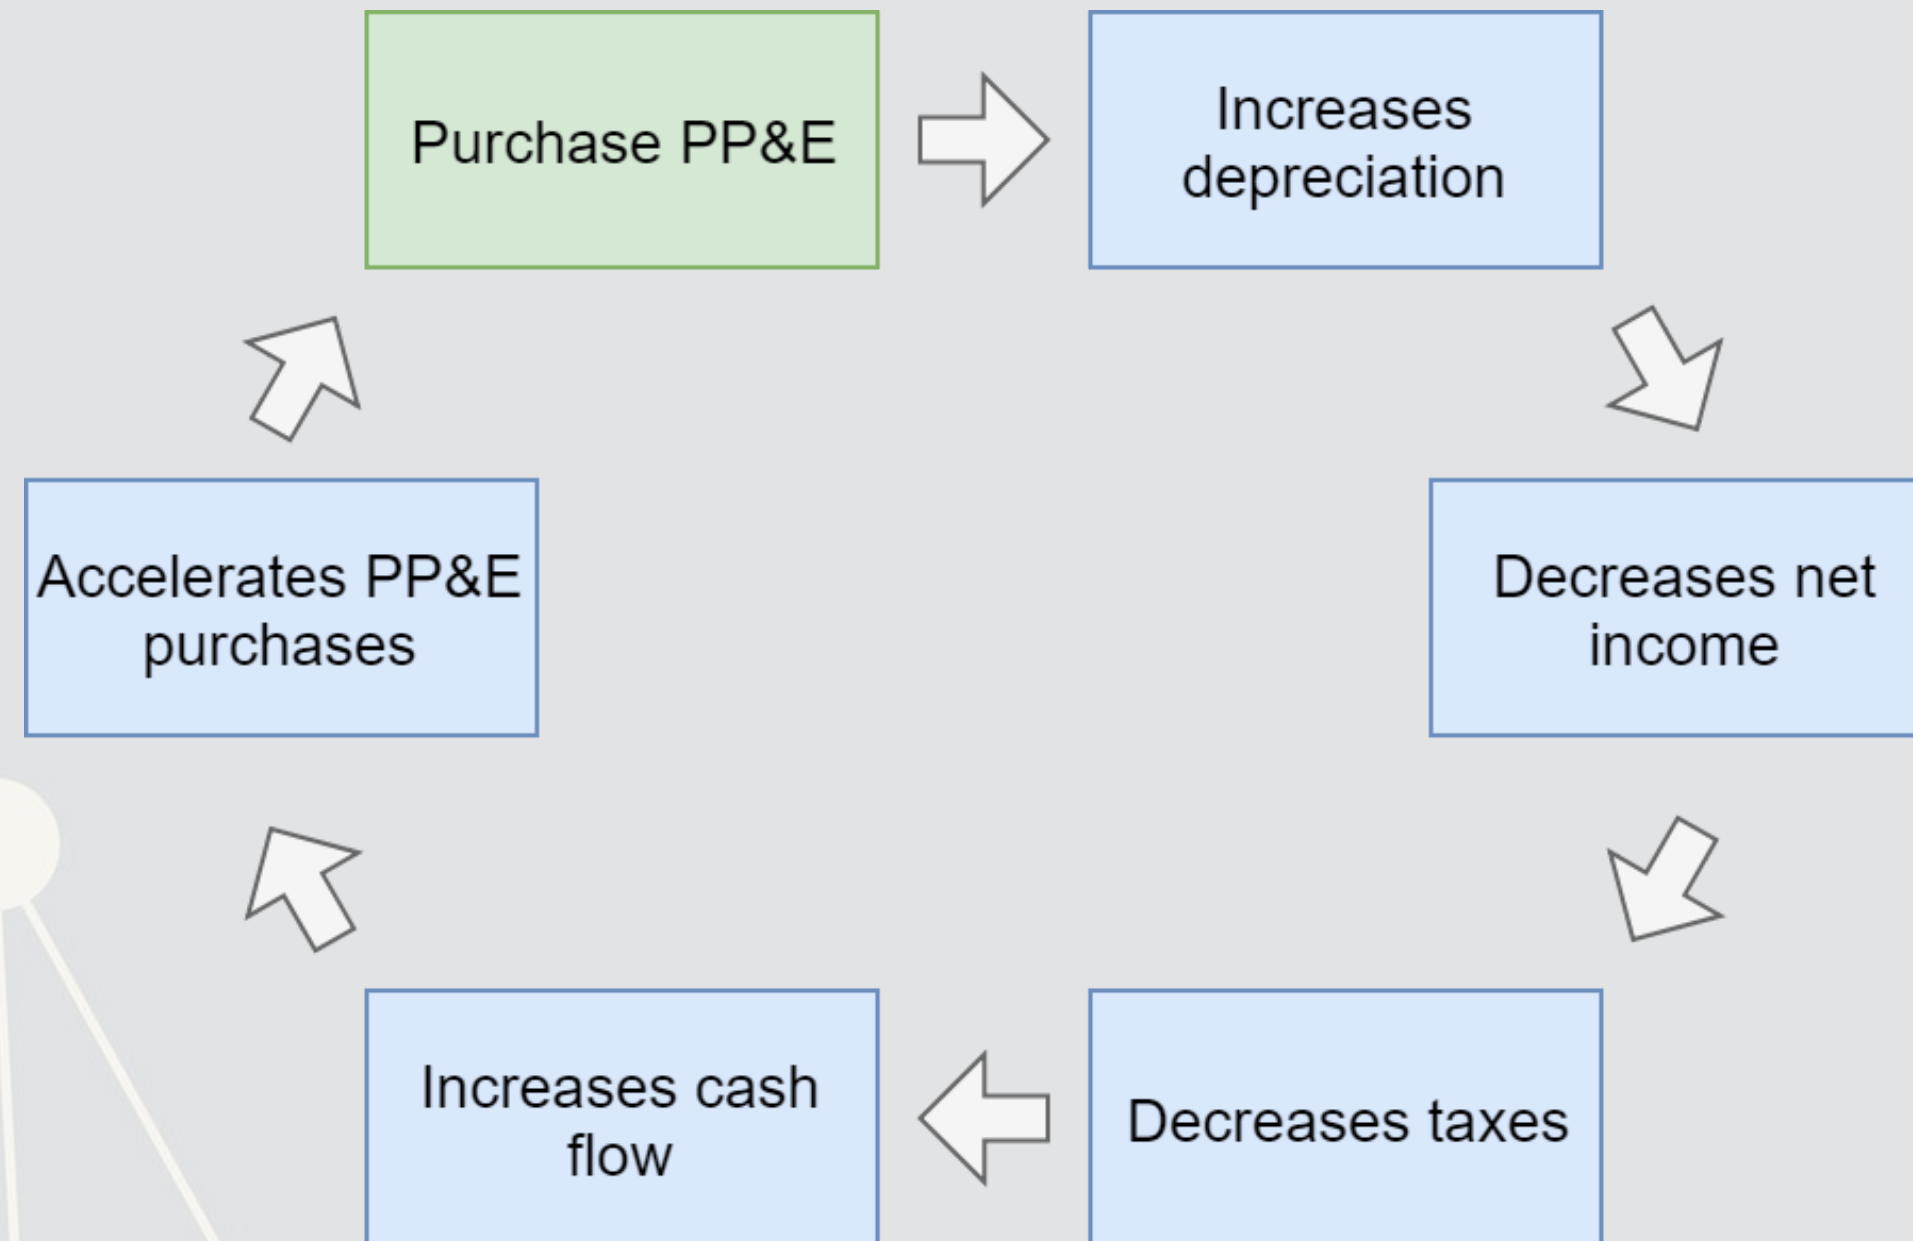 Purchase PP&E
Increases
depreciation
Decreases net
income
Decreases taxes
Increases cash
flow
Accelerates PP&E
purchases